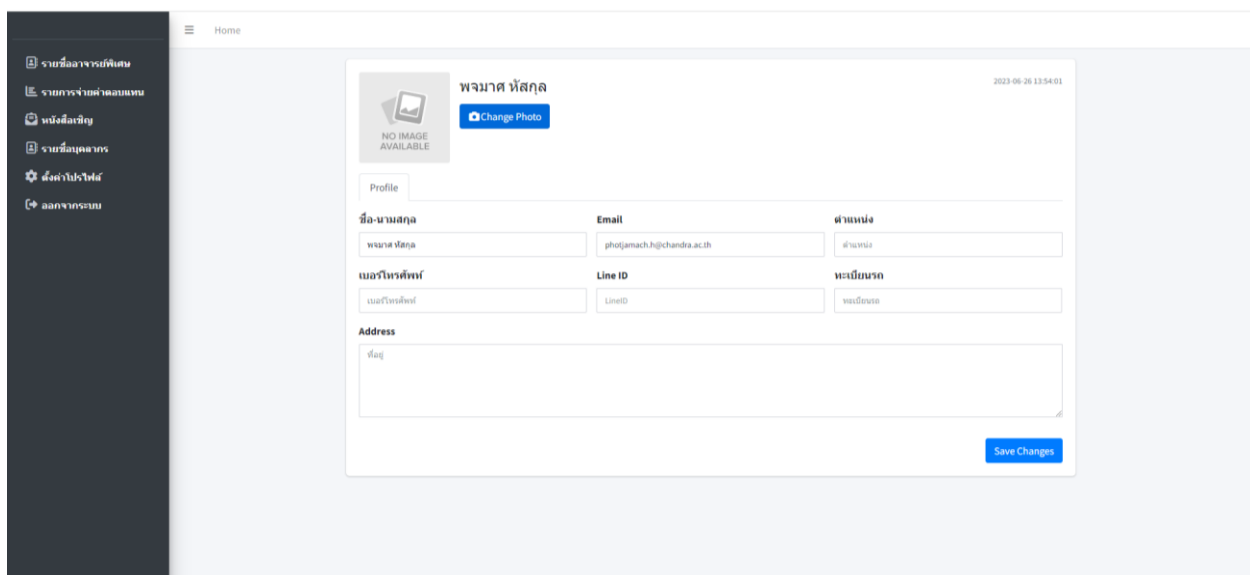 Home
รายชื่ออาจารย์พิเศษ
รายการจ่ายค่าตอบแทน
หนังสือเชิญ
รายชื่อบุคลากร
ตั้งค่าโปรไฟล์
ออกจากระบบ
NO IMAGE
AVAILABLE
พจมาศ หัสกุล
2023-06-26 13:54:01
Change Photo
Profile
ชื่อ-นามสกุล Email ตำแหน่ง
พจมาศ หัสกุล photjamach.h@chandra.ac.th ตำแหน่ง
เบอร์โทรศัพท์ Line ID ทะเบียนรถ
เบอร์โทรศัพท์ LineID ทะเบียนรถ
Address
ที่อยู่
Save Changes